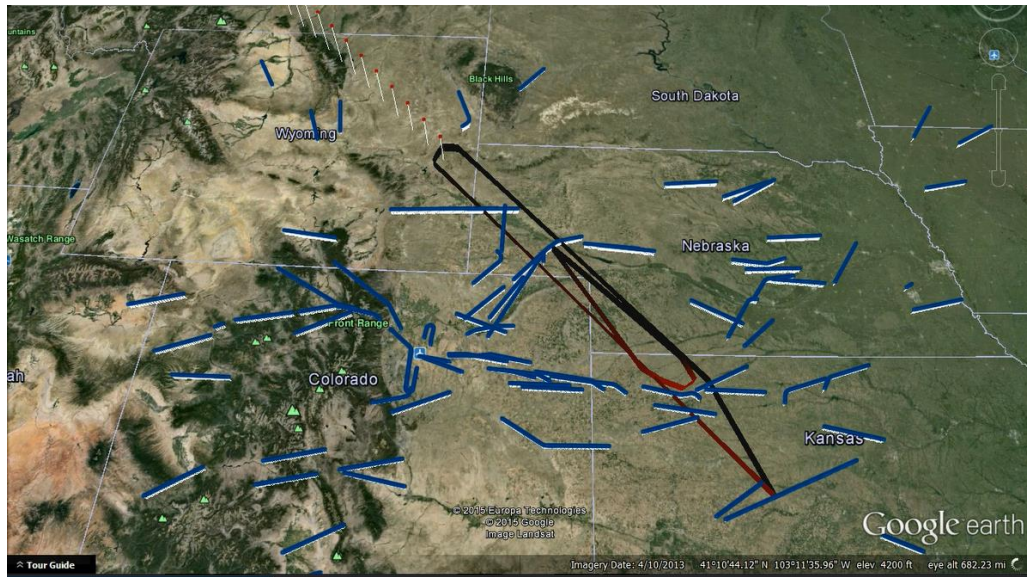 untains
Black Hills
South Dakota
Wyoming
Wasatch Range
Nebraska
Front Range
ah
Colorado
Kansas
© 2015 Europa Technologies
© 2015 Google
Image Landsat
Google earth
Tour Guide
Imagery Date: 4/10/2013 41°10'44.12" N 103°11'35.96" W elev 4200 ft eye alt 682.23 mi